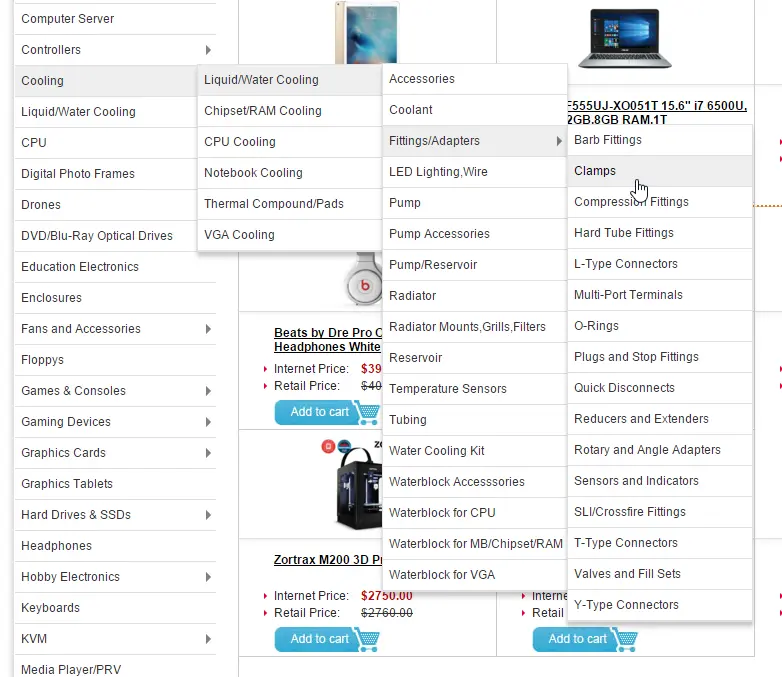 Computer Server
Controllers
Cooling
Liquid/Water Cooling
CPU
Digital Photo Frames
Drones
DVD/Blu-Ray Optical Drives
Education Electronics
Enclosures
Fans and Accessories
Floppys
Games & Consoles
Gaming Devices
Graphics Cards
Graphics Tablets
Hard Drives & SSDs
Headphones
Hobby Electronics
Keyboards
KVM
Media Player/PRV
Liquid/Water Cooling
Chipset/RAM Cooling
CPU Cooling
Notebook Cooling
Thermal Compound/Pads
VGA Cooling
Accessories
Coolant
Fittings/Adapters
LED Lighting,Wire
Pump
Pump Accessories
Pump/Reservoir
Radiator
Radiator Mounts,Grills,Filters
Reservoir
Temperature Sensors
Tubing
Water Cooling Kit
Waterblock Accesssories
Waterblock for CPU
Waterblock for MB/Chipset/RAM
Waterblock for VGA
Barb Fittings
Clamps
Compression Fittings
Hard Tube Fittings
L-Type Connectors
Multi-Port Terminals
O-Rings
Plugs and Stop Fittings
Quick Disconnects
Reducers and Extenders
Rotary and Angle Adapters
Sensors and Indicators
SLI/Crossfire Fittings
T-Type Connectors
Valves and Fill Sets
Y-Type Connectors
F555UJ-XO051T 15.6" i7 6500U,
2GB.8GB RAM.1T
Beats by Dre Pro
Headphones White
Internet Price: $39
Retail Price: $40
Add to cart
Zortrax M200 3D
Internet Price: $2750.00
Retail Price: $2760.00
Add to cart
Retail
Add to cart